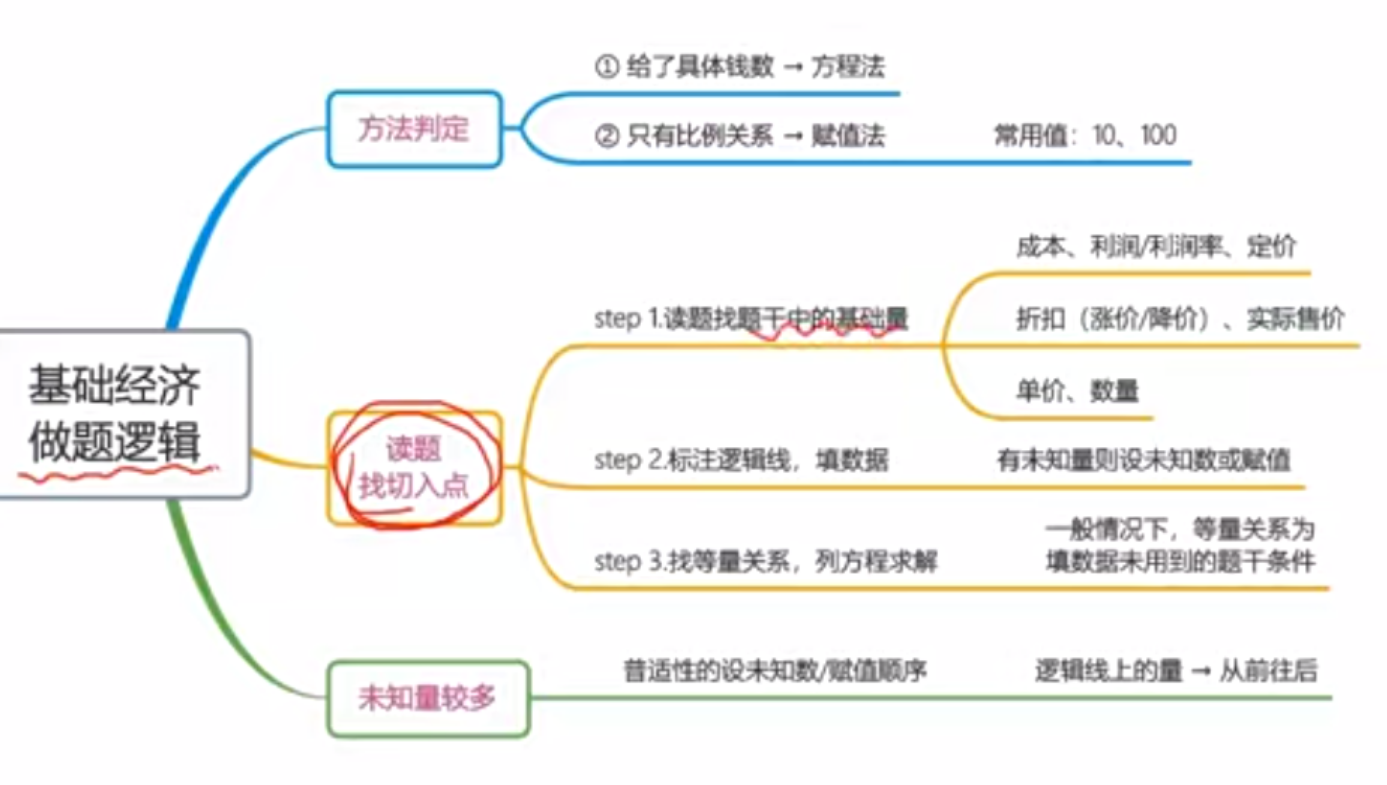 基础经济
做题逻辑
方法判定
① 给了具体钱数 → 方程法
② 只有比例关系 → 赋值法 常用值：10、100
读题
找切入点
step 1.读题找题干中的基础量
成本、利润/利润率、定价
折扣（涨价/降价）、实际售价
单价、数量
step 2.标注逻辑线，填数据 有未知量则设未知数或赋值
step 3.找等量关系，列方程求解
一般情况下，等量关系为
填数据未用到的题干条件
未知量较多
普适性的设未知数/赋值顺序 逻辑线上的量 → 从前往后